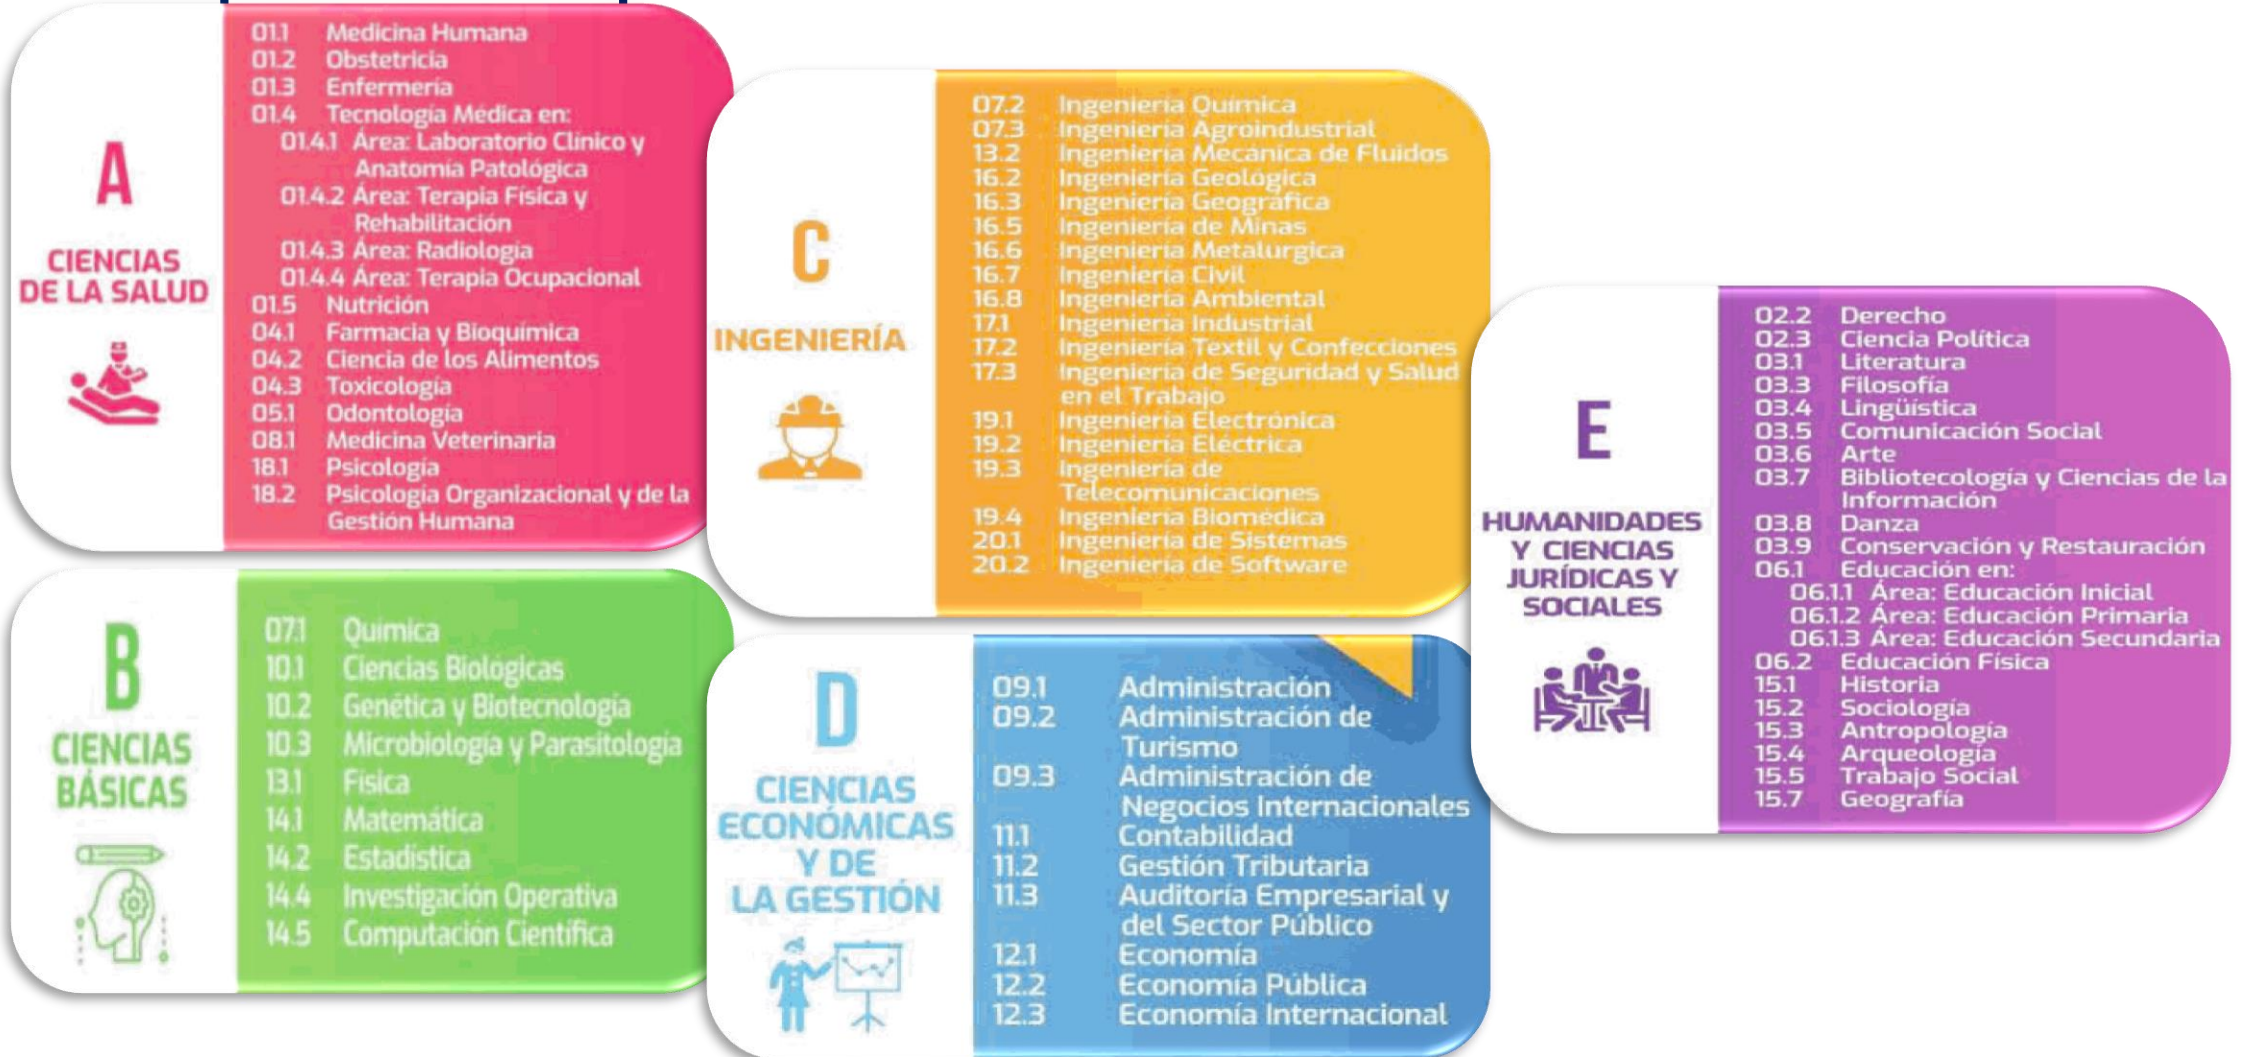 A
CIENCIAS
DE LA SALUD
01.1 Medicina Humana
01.2 Obstetricia
01.3 Enfermería
01.4 Tecnología Médica en:
01.4.1 Área: Laboratorio Clínico y
Anatomía Patológica
01.4.2 Área: Terapia Física y
Rehabilitación
01.4.3 Área: Radiología
01.4.4 Área: Terapia Ocupacional
01.5 Nutrición
04.1 Farmacia y Bioquímica
04.2 Ciencia de los Alimentos
04.3 Toxicología
05.1 Odontología
08.1 Medicina Veterinaria
18.1 Psicología
18.2 Psicología Organizacional y de la
Gestión Humana
B
CIENCIAS
BÁSICAS
07.1 Química
10.1 Ciencias Biológicas
10.2 Genética y Biotecnología
10.3 Microbiología y Parasitología
13.1 Física
14.1 Matemática
14.2 Estadística
14.4 Investigación Operativa
14.5 Computación Científica
C
INGENIERÍA
07.2 Ingeniería Química
07.3 Ingeniería Agroindustrial
13.2 Ingeniería Mecánica de Fluidos
16.2 Ingeniería Geológica
16.3 Ingeniería Geográfica
16.5 Ingeniería de Minas
16.6 Ingeniería Metalúrgica
16.7 Ingeniería Civil
16.8 Ingeniería Ambiental
17.1 Ingeniería Industrial
17.2 Ingeniería Textil y Confecciones
17.3 Ingeniería de Seguridad y Salud
en el Trabajo
19.1 Ingeniería Electrónica
19.2 Ingeniería Eléctrica
19.3 Ingeniería de
Telecomunicaciones
19.4 Ingeniería Biomédica
20.1 Ingeniería de Sistemas
20.2 Ingeniería de Software
D
CIENCIAS
ECONÓMICAS
Y DE
LA GESTIÓN
09.1 Administración
09.2 Administración de
Turismo
09.3 Administración de
Negocios Internacionales
11.1 Contabilidad
11.2 Gestión Tributaria
11.3 Auditoría Empresarial y
del Sector Público
12.1 Economía
12.2 Economía Pública
12.3 Economía Internacional
E
HUMANIDADES
Y CIENCIAS
JURÍDICAS Y
SOCIALES
02.2 Derecho
02.3 Ciencia Política
03.1 Literatura
03.3 Filosofía
03.4 Lingüística
03.5 Comunicación Social
03.6 Arte
03.7 Bibliotecología y Ciencias de la
Información
03.8 Danza
03.9 Conservación y Restauración
06.1 Educación en:
06.1.1 Área: Educación Inicial
06.1.2 Área: Educación Primaria
06.1.3 Área: Educación Secundaria
06.2 Educación Física
15.1 Historia
15.2 Sociología
15.3 Antropología
15.4 Arqueología
15.5 Trabajo Social
15.7 Geografía